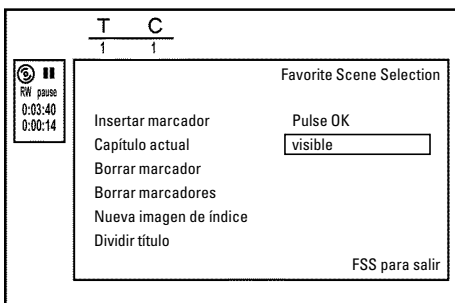 T C
1 1
RW pause
0:03:40
0:00:14
Favorite Scene Selection
Insertar marcador Pulse OK
Capítulo actual visible
Borrar marcador
Borrar marcadores
Nueva imagen de índice
Dividir título
FSS para salir